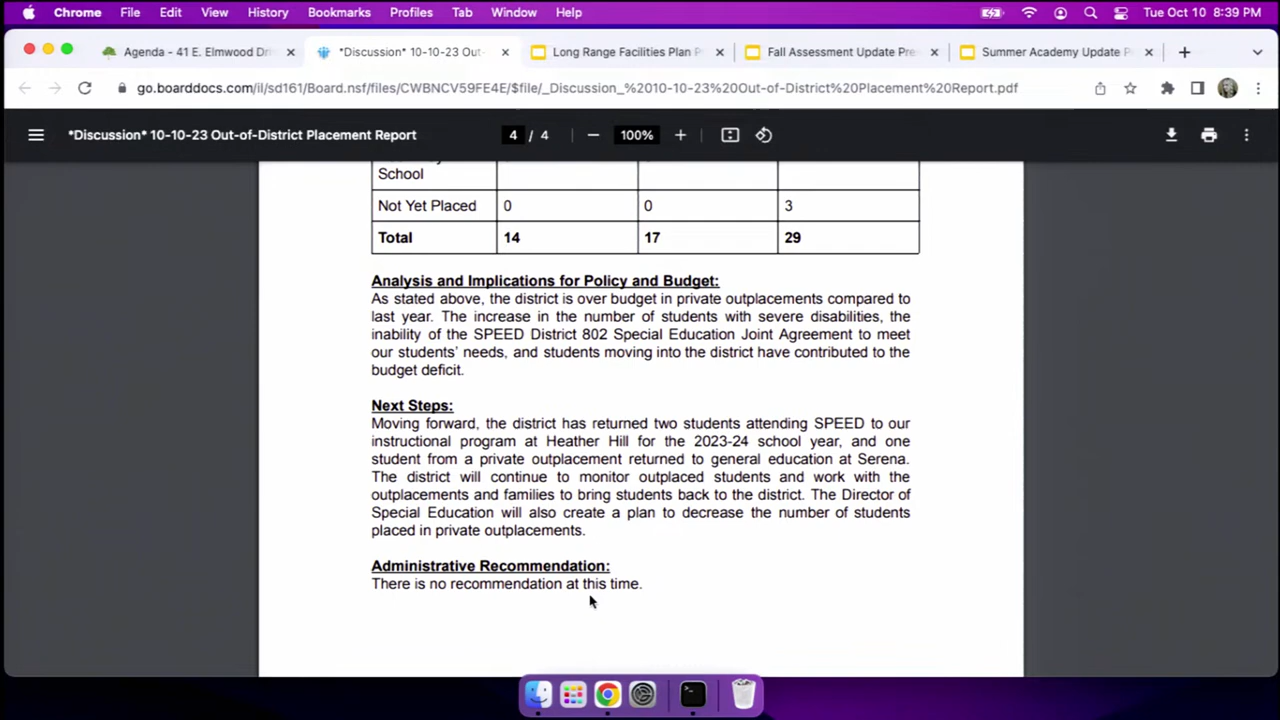 Chrome File Edit View History Bookmarks Profiles Tab Window Help Tue Oct 10 8:39 PM
Agenda - 41 E. Elmwood Dri *Discussion* 10-10-23 Out- Long Range Facilities Plan P Fall Assessment Update Pre Summer Academy Update P
go.boarddocs.com/il/sd161/Board.nsf/files/CWBNCV59FE4E/$file/_Discussion_%2010-10-23%20Out-of-District%20Placement%20Report.pdf
*Discussion* 10-10-23 Out-of-District Placement Report 4 / 4 100%
School
Not Yet Placed 0 0 3
Total 14 17 29
Analysis and Implications for Policy and Budget:
As stated above, the district is over budget in private outplacements compared to
last year. The increase in the number of students with severe disabilities, the
inability of the SPEED District 802 Special Education Joint Agreement to meet
our students' needs, and students moving into the district have contributed to the
budget deficit.
Next Steps:
Moving forward, the district has returned two students attending SPEED to our
instructional program at Heather Hill for the 2023-24 school year, and one
student from a private outplacement returned to general education at Serena.
The district will continue to monitor outplaced students and work with the
outplacements and families to bring students back to the district. The Director of
Special Education will also create a plan to decrease the number of students
placed in private outplacements.
Administrative Recommendation:
There is no recommendation at this time.